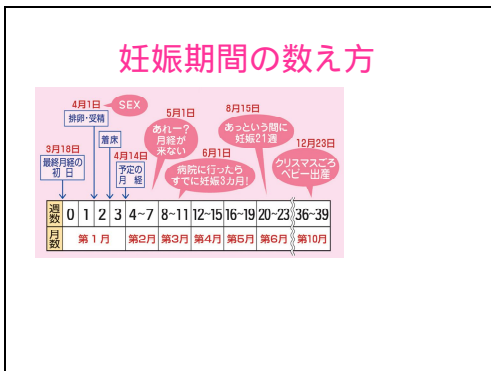 妊娠期間の数え方
4月1日
SEX
排卵・受精
5月1日
あれー?
月経が
来ない
8月15日
あっという間に
妊娠21週
着床
3月18日
最終月経の
初日
4月14日
予定の
月経
6月1日
病院に行ったら
すでに妊娠3カ月!
12月23日
クリスマスごろ
ベビー出産
週数 0 1 2 3 4~7 8~11 12~15 16~19 20~23 36~39
月数 第1月 第2月 第3月 第4月 第5月 第6月 第10月